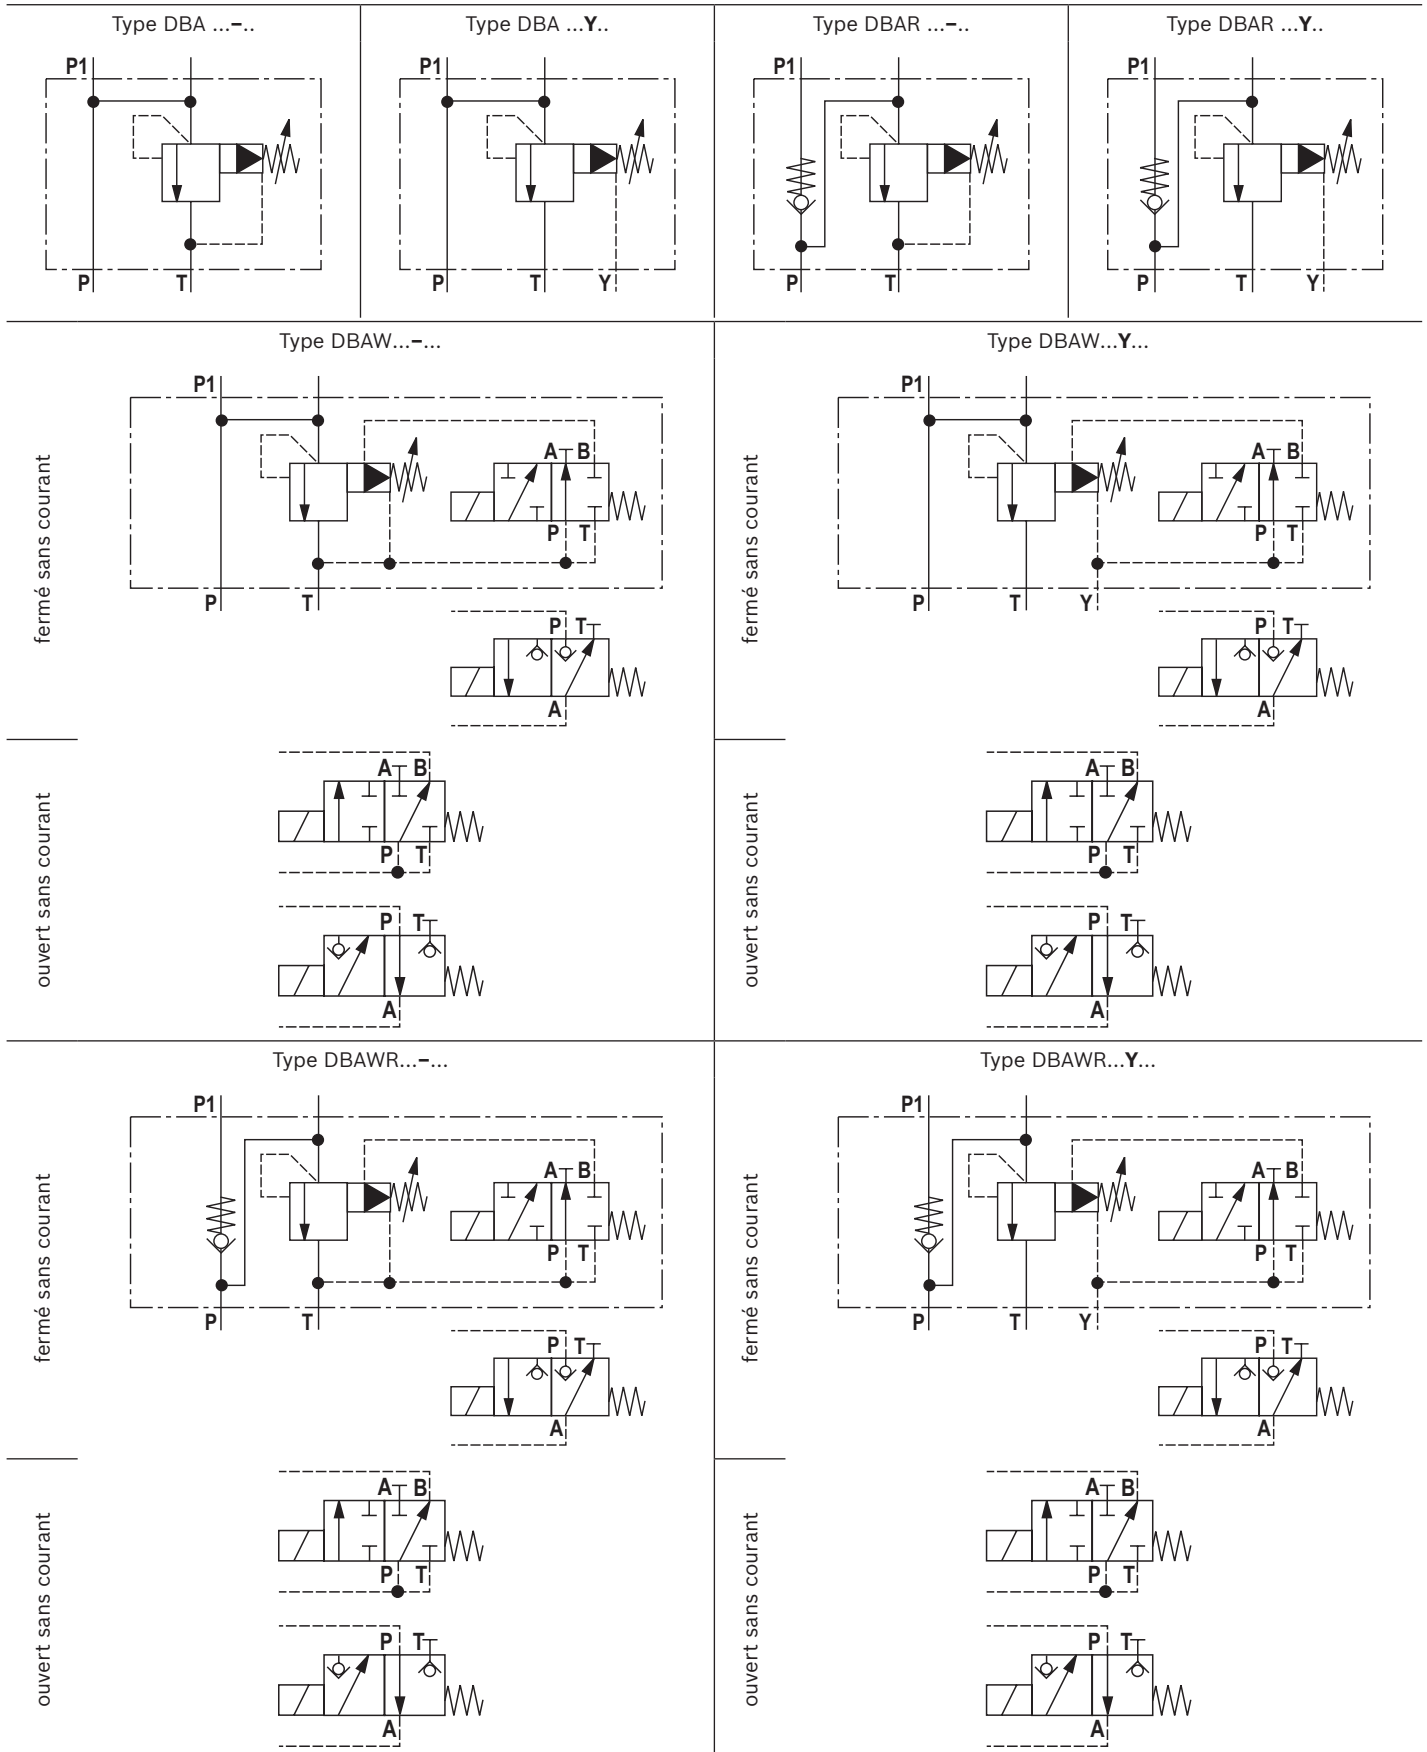 Type DBA ...–..
Type DBA ...Y..
Type DBAR ...–..
Type DBAR ...Y..
P1
P1
P1
P1
P T
P T Y
P T
P T Y
Type DBAW...–...
Type DBAW...Y...
fermé sans courant
P1
A B
P T
P T
P T
A
fermé sans courant
P1
A B
P T
P T Y
P T
A
ouvert sans courant
A B
P T
P T
A
ouvert sans courant
A B
P T
P T
A
Type DBAWR...–...
Type DBAWR...Y...
fermé sans courant
P1
A B
P T
P T
P T
A
fermé sans courant
P1
A B
P T
P T Y
P T
A
ouvert sans courant
A B
P T
P T
A
ouvert sans courant
A B
P T
P T
A